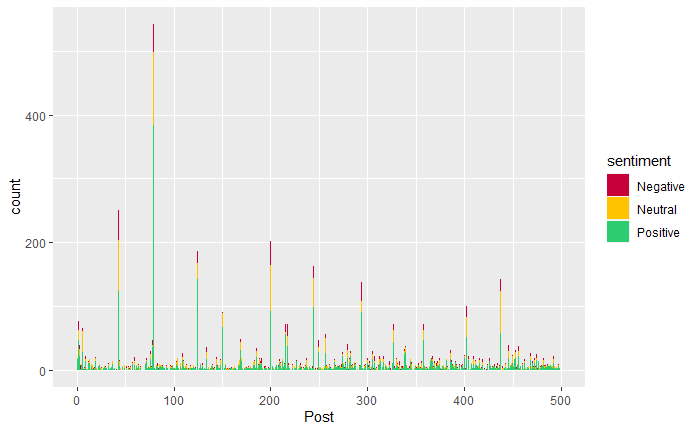 400
200
0
count
0 100 200 300 400 500
Post
sentiment
Negative
Neutral
Positive